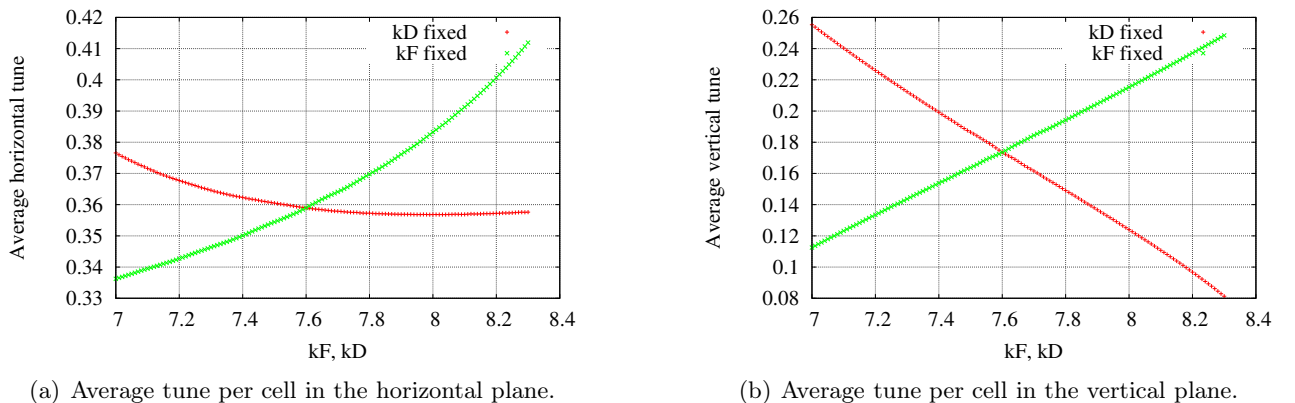 0.42
0.41
0.4
0.39
0.38
0.37
0.36
0.35
0.34
0.33
Average horizontal tune
kD fixed
kF fixed
7 7.2 7.4 7.6 7.8 8 8.2 8.4
kF, kD
(a) Average tune per cell in the horizontal plane.
0.26
0.24
0.22
0.2
0.18
0.16
0.14
0.12
0.1
0.08
Average vertical tune
kD fixed
kF fixed
7 7.2 7.4 7.6 7.8 8 8.2 8.4
kF, kD
(b) Average tune per cell in the vertical plane.